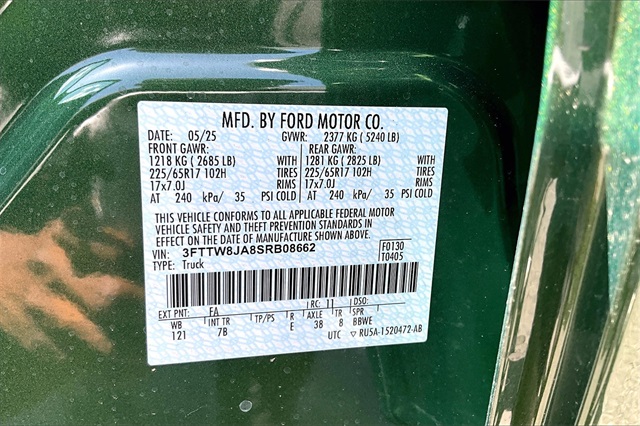 MFD. BY FORD MOTOR CO.
DATE: 05/25 GVWR: 2377 KG ( 5240 LB)
FRONT GAWR: REAR GAWR:
1218 KG ( 2685 LB) WITH 1281 KG ( 2825 LB) WITH
225/65R17 102H TIRES 225/65R17 102H TIRES
17x7.0J RIMS 17x7.0J RIMS
AT 240 kPa/ 35 PSI COLD AT 240 kPa/ 35 PSI COLD
THIS VEHICLE CONFORMS TO ALL APPLICABLE FEDERAL MOTOR
VEHICLE SAFETY AND THEFT PREVENTION STANDARDS IN
EFFECT ON THE DATE OF MANUFACTURE SHOWN ABOVE.
VIN: 3FTTW8JA8SRB08662 F0130
TYPE: Truck T0405
EXT PNT: FA RC: 11 DSO:
WB INT TR TP/PS R AXLE TR SPR
121 7B E 38 8 BBWE
UTC RU5A-1520472-AB